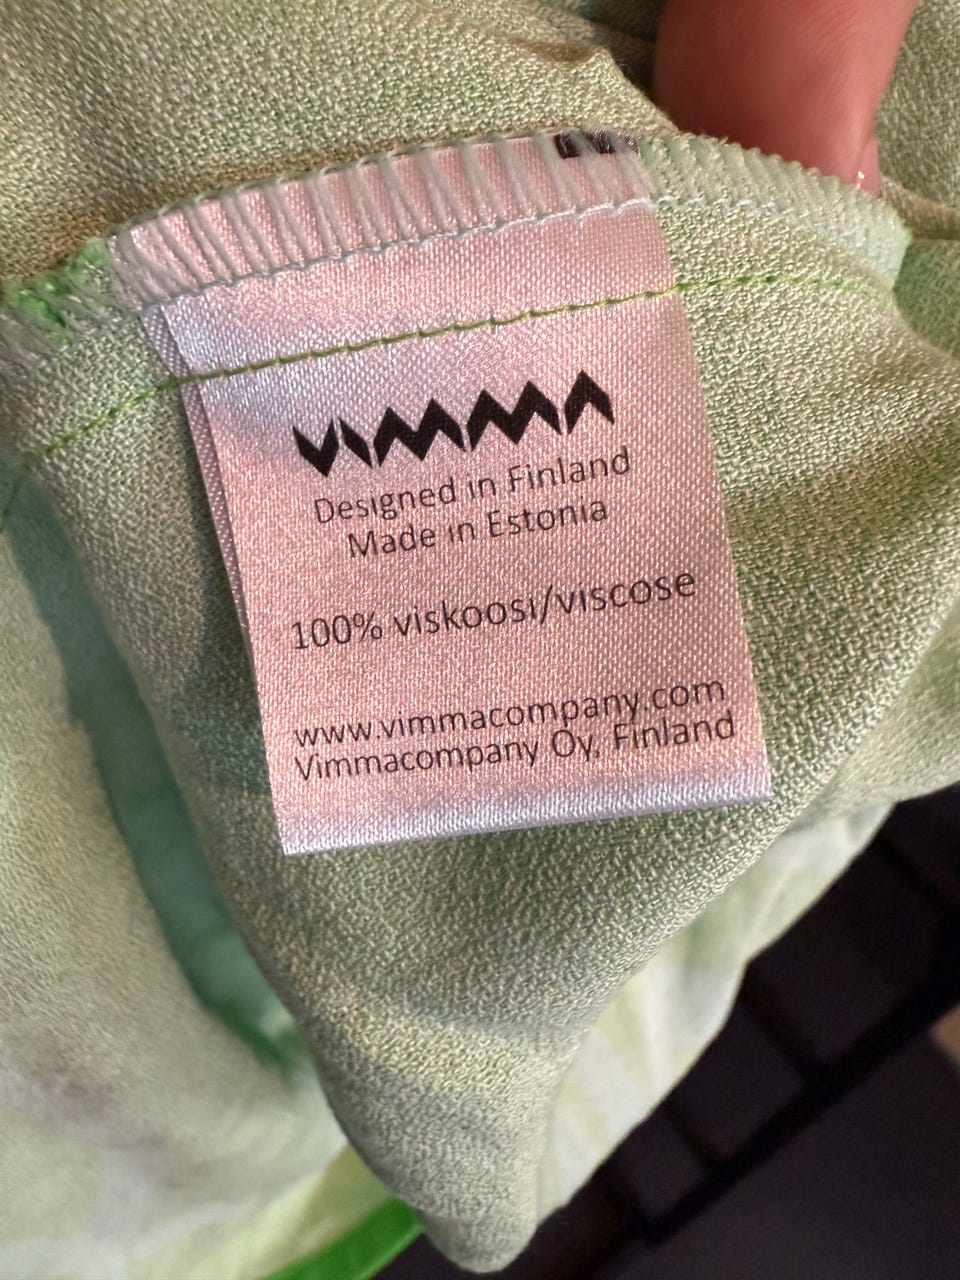 VIMMA
Designed in Finland
Made in Estonia
100% viskoosi/viscose
www.vimmacompany.com
Vimmacompany Oy, Finland